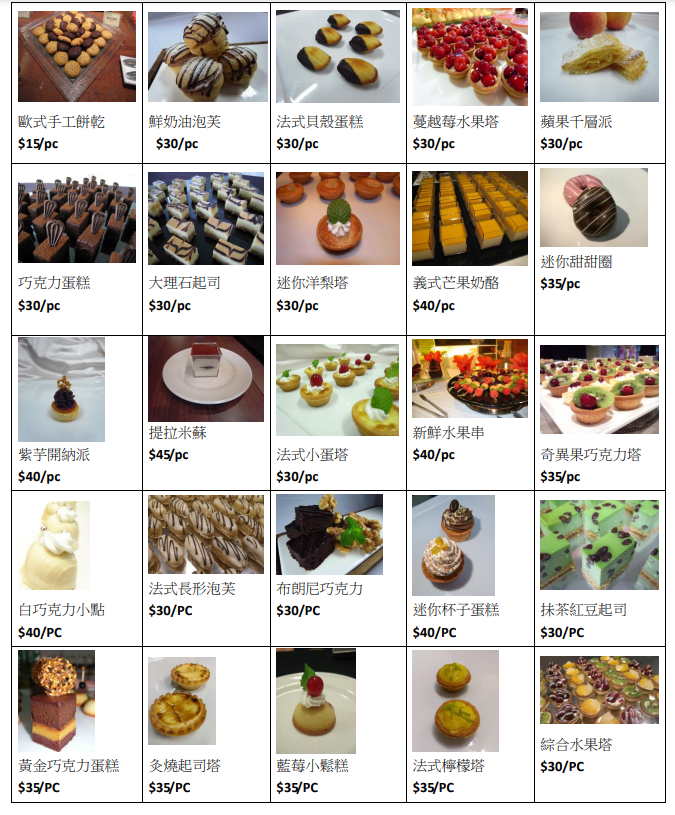 歐式手工餅乾
$15/pc
鮮奶油泡芙
$30/pc
法式貝殼蛋糕
$30/pc
蔓越莓水果塔
$30/pc
蘋果千層派
$30/pc
巧克力蛋糕
$30/pc
大理石起司
$30/pc
迷你洋梨塔
$30/pc
義式芒果奶酪
$40/pc
迷你甜甜圈
$35/pc
紫芋開納派
$40/pc
提拉米蘇
$45/pc
法式小蛋塔
$30/pc
新鮮水果串
$40/pc
奇異果巧克力塔
$35/pc
白巧克力小點
$40/PC
法式長形泡芙
$30/PC
布朗尼巧克力
$30/PC
迷你杯子蛋糕
$40/PC
抹茶紅豆起司
$30/PC
黃金巧克力蛋糕
$35/PC
炙燒起司塔
$35/PC
藍莓小鬆糕
$35/PC
法式檸檬塔
$35/PC
綜合水果塔
$30/PC